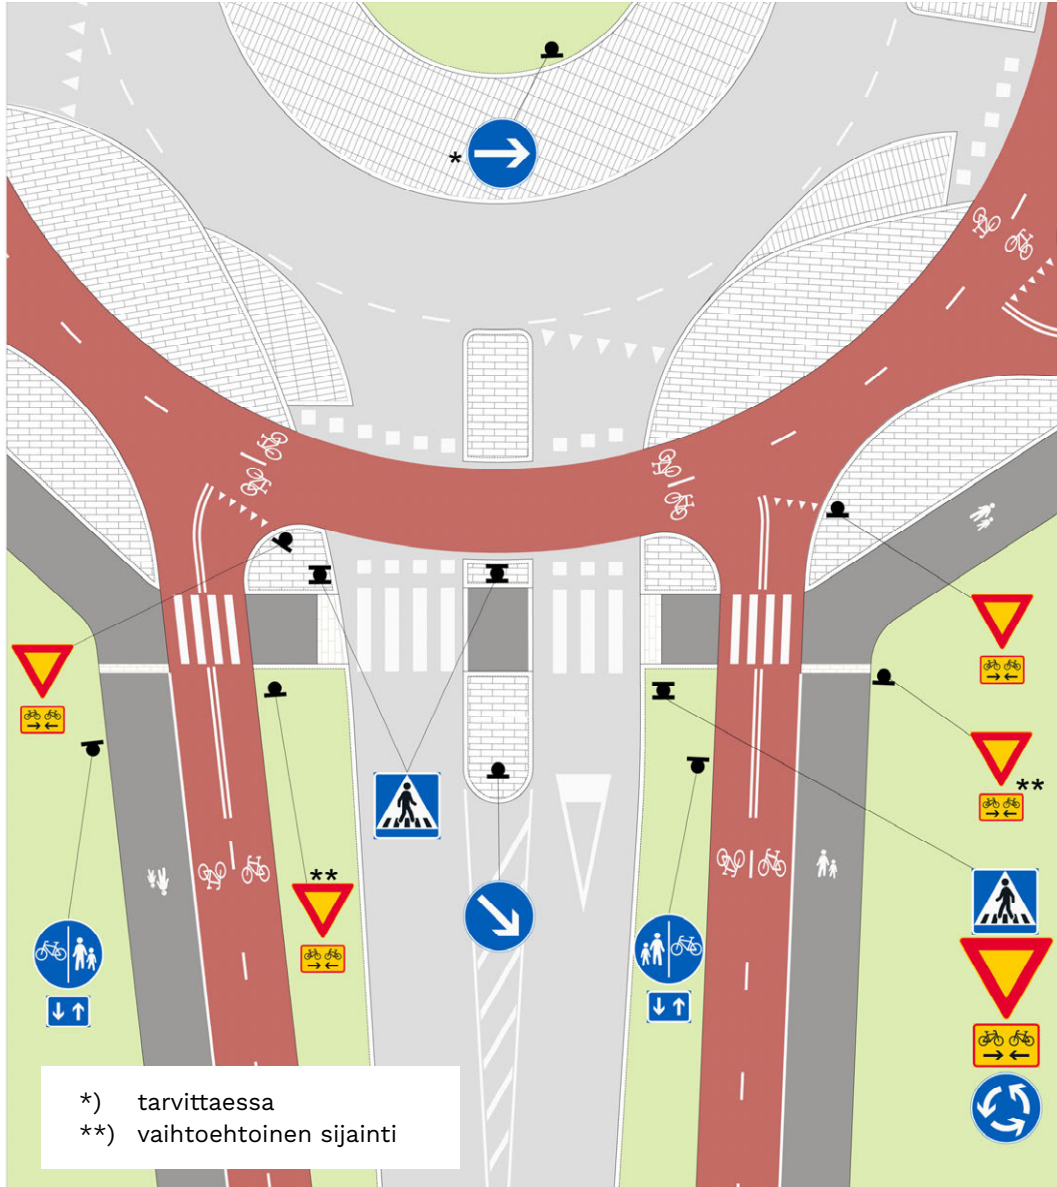 *
**
**
*) tarvittaessa
**) vaihtoehtoinen sijainti